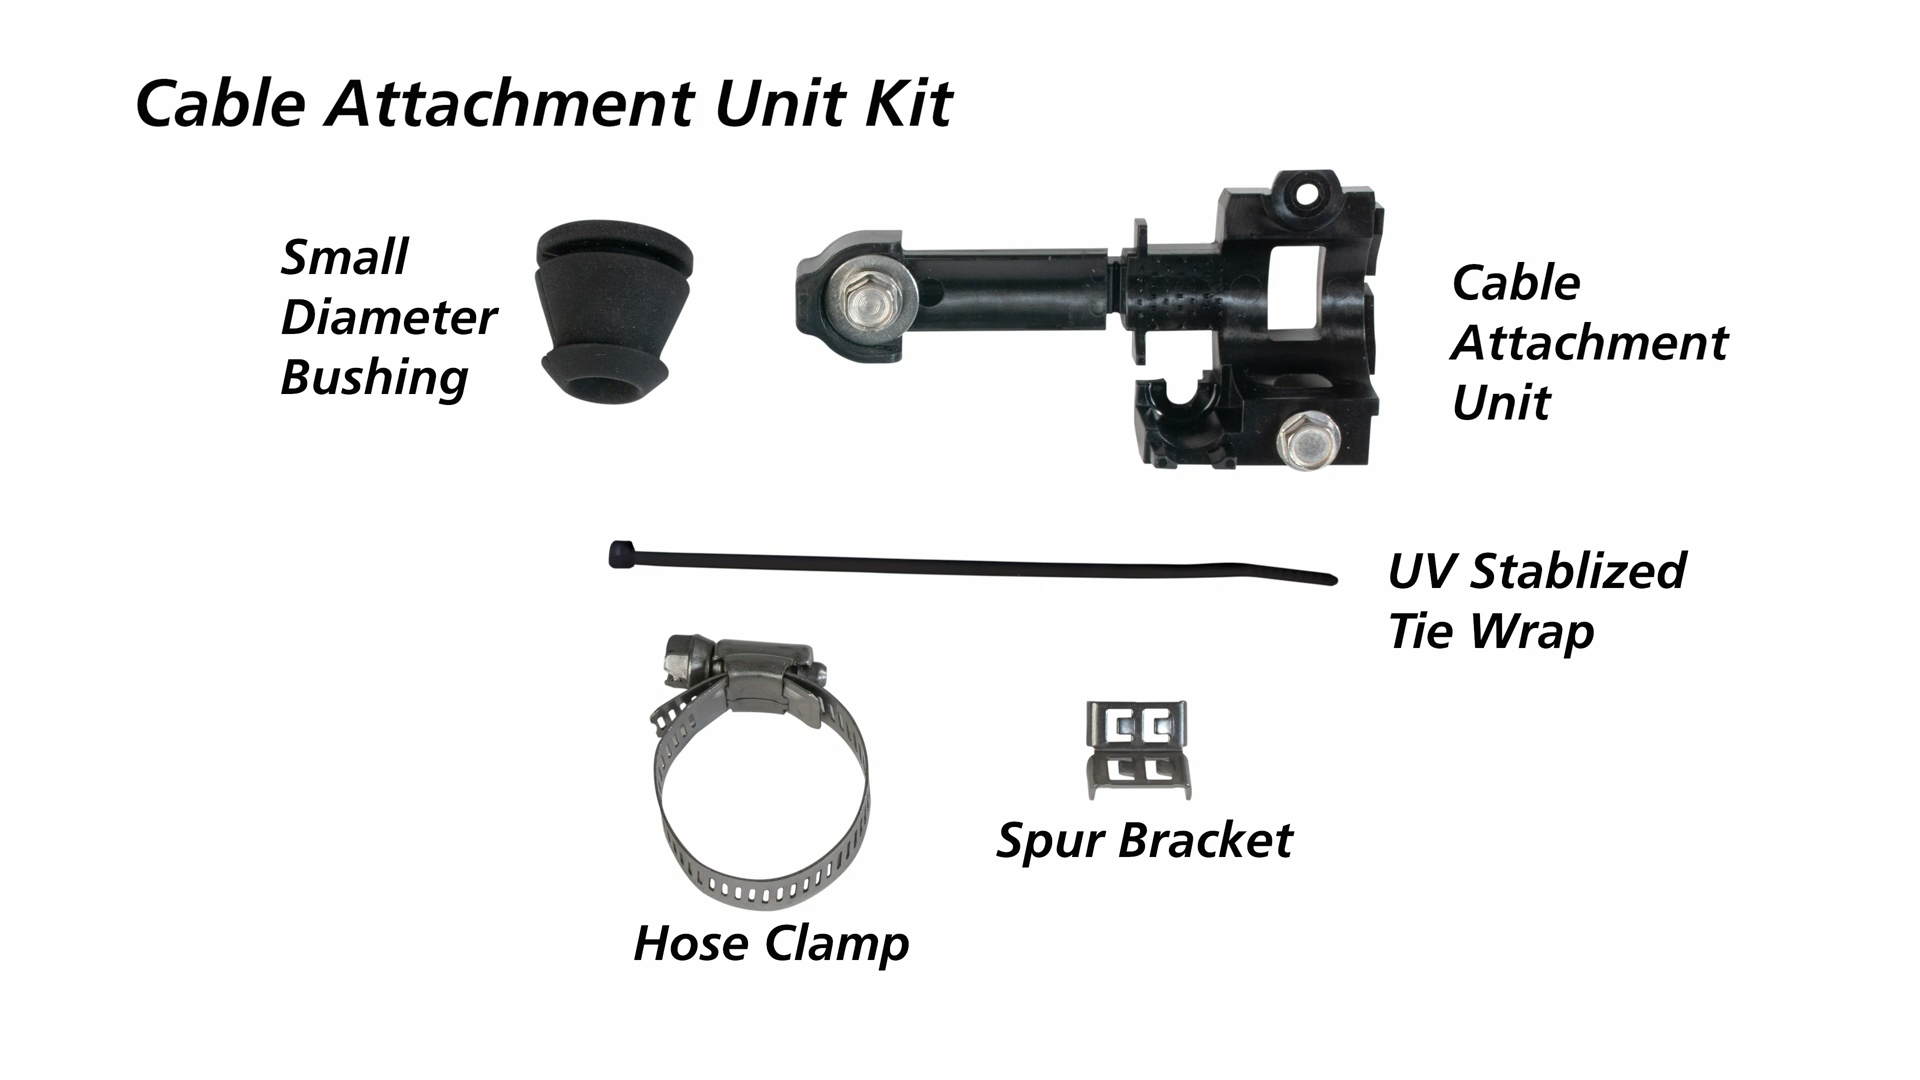 Cable Attachment Unit Kit
Small
Diameter
Bushing
Cable
Attachment
Unit
UV Stablized
Tie Wrap
Spur Bracket
Hose Clamp